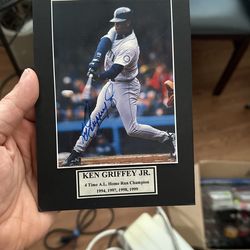 KEN GRIFFEY JR.
4 Time A.L. Home Run Champion
1994, 1997, 1998, 1999